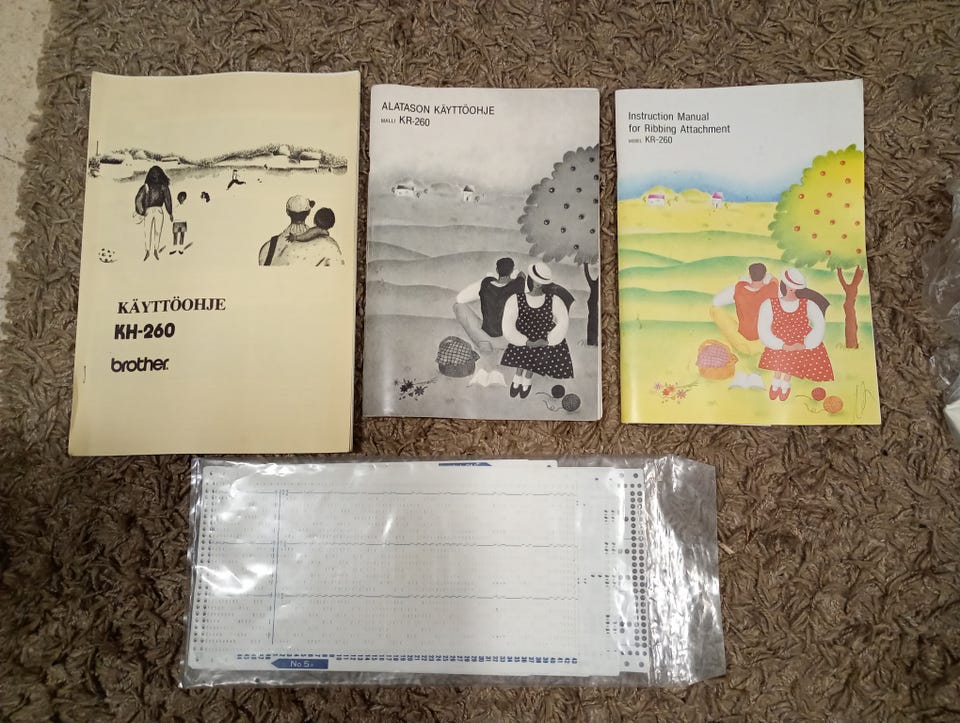 KÄYTTÖOHJE
KH-260
brother
ALATASON KÄYTTÖOHJE
MALLI KR-260
Instruction Manual
for Ribbing Attachment
MODEL KR-260
No 5